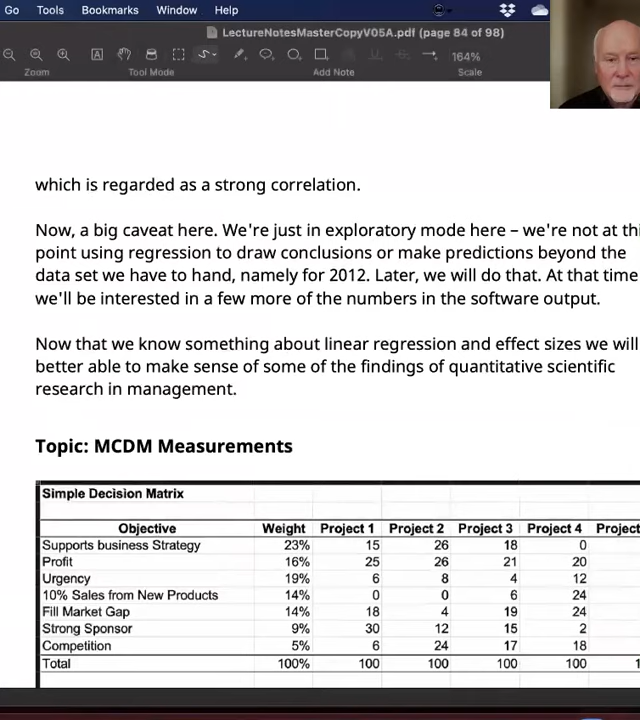 Go Tools Bookmarks Window Help
LectureNotesMasterCopyV05A.pdf (page 84 of 98)
A 164%
Zoom Tool Mode Add Note Scale
which is regarded as a strong correlation.
Now, a big caveat here. We're just in exploratory mode here – we're not at thi
point using regression to draw conclusions or make predictions beyond the
data set we have to hand, namely for 2012. Later, we will do that. At that time
we'll be interested in a few more of the numbers in the software output.
Now that we know something about linear regression and effect sizes we will
better able to make sense of some of the findings of quantitative scientific
research in management.
Topic: MCDM Measurements
Simple Decision Matrix
Objective Weight Project 1 Project 2 Project 3 Project 4 Project
Supports business Strategy 23% 15 26 18 0
Profit 16% 25 26 21 20
Urgency 19% 6 8 4 12
10% Sales from New Products 14% 0 0 6 24
Fill Market Gap 14% 18 4 19 24
Strong Sponsor 9% 30 12 15 2
Competition 5% 6 24 17 18
Total 100% 100 100 100 100 1